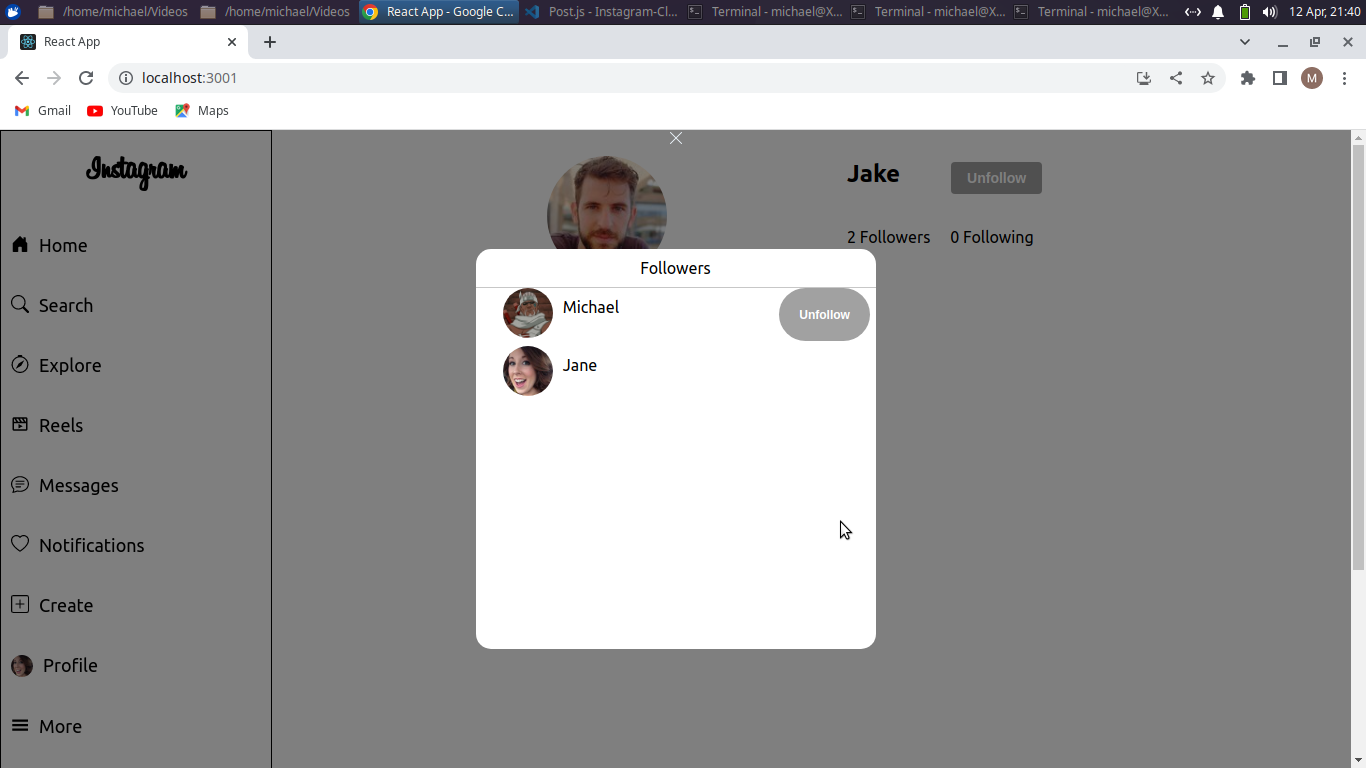 /home/michael/Videos /home/michael/Videos React App - Google C... Post.js - Instagram-Cl... Terminal - michael@X... Terminal - michael@X... Terminal - michael@X... 12 Apr, 21:40
React App
localhost:3001 M
Gmail YouTube Maps
Instagram
Home
Search
Explore
Reels
Messages
Notifications
Create
Profile
More
Jake Unfollow
2 Followers 0 Following
Followers
Michael Unfollow
Jane